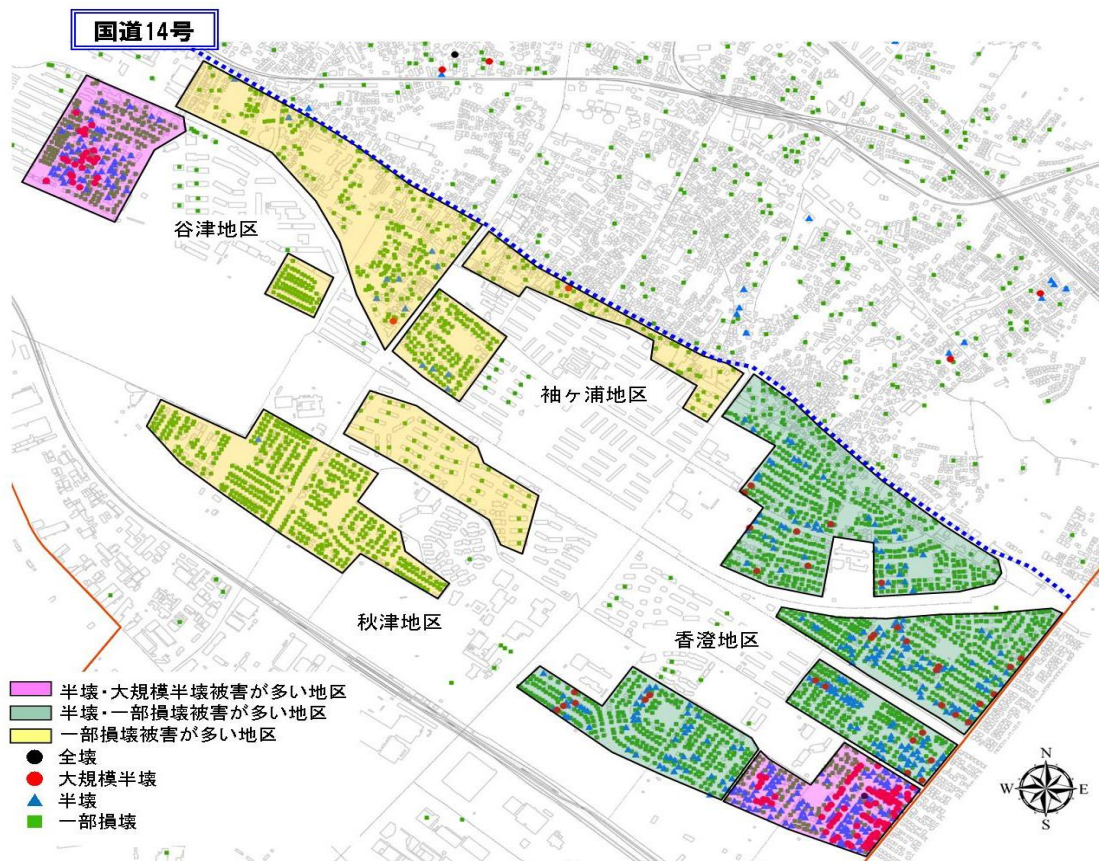 国道14号
谷津地区
袖ヶ浦地区
秋津地区
香澄地区
半壊・大規模半壊被害が多い地区
半壊・一部損壊被害が多い地区
一部損壊被害が多い地区
全壊
大規模半壊
半壊
一部損壊
N
W E
S